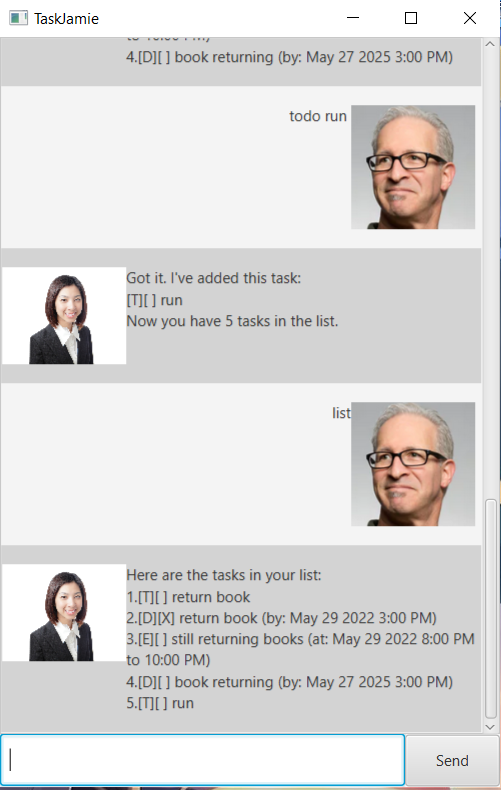 TaskJamie
to 10:00 PM)
4.[D][ ] book returning (by: May 27 2025 3:00 PM)
todo run
Got it. I've added this task:
[T][ ] run
Now you have 5 tasks in the list.
list
Here are the tasks in your list:
1.[T][ ] return book
2.[D][X] return book (by: May 29 2022 3:00 PM)
3.[E][ ] still returning books (at: May 29 2022 8:00 PM
to 10:00 PM)
4.[D][ ] book returning (by: May 27 2025 3:00 PM)
5.[T][ ] run
Send